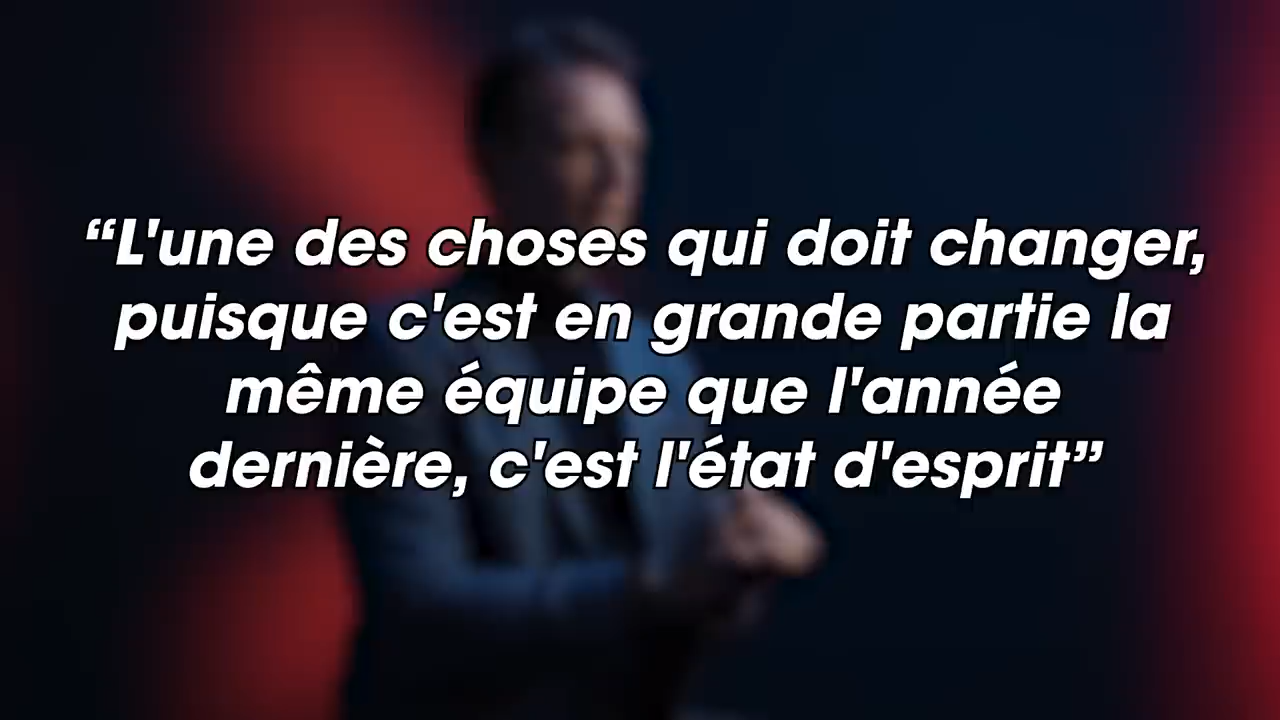 “L'une des choses qui doit changer,
puisque c'est en grande partie la
même équipe que l'année
dernière, c'est l'état d'esprit”